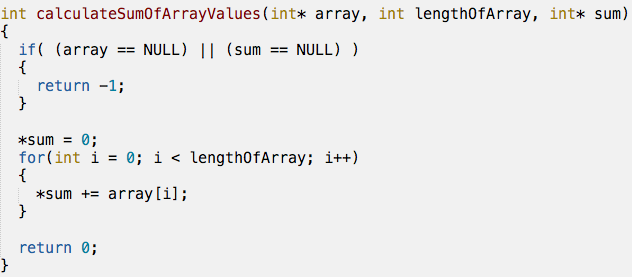 int calculateSumOfArrayValues(int* array, int lengthOfArray, int* sum)
{
  if( (array == NULL) || (sum == NULL) )
  {
    return -1;
  }

  *sum = 0;
  for(int i = 0; i < lengthOfArray; i++)
  {
    *sum += array[i];
  }

  return 0;
}